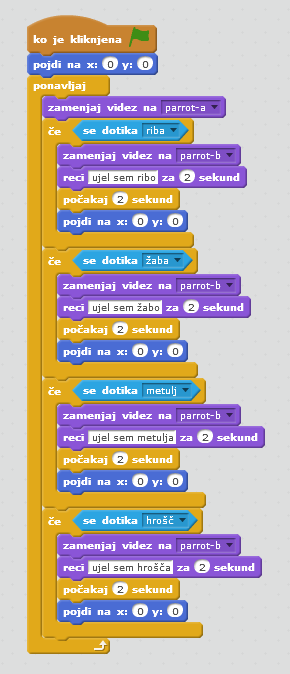 ko je kliknjena
pojdi na x: 0 y: 0
ponavljaj
zamenjaj videz na parrot-a
če se dotika riba
zamenjaj videz na parrot-b
reci ujel sem ribo za 2 sekund
počakaj 2 sekund
pojdi na x: 0 y: 0
če se dotika žaba
zamenjaj videz na parrot-b
reci ujel sem žabo za 2 sekund
počakaj 2 sekund
pojdi na x: 0 y: 0
če se dotika metulj
zamenjaj videz na parrot-b
reci ujel sem metulja za 2 sekund
počakaj 2 sekund
pojdi na x: 0 y: 0
če se dotika hrošč
zamenjaj videz na parrot-b
reci ujel sem hrošča za 2 sekund
počakaj 2 sekund
pojdi na x: 0 y: 0